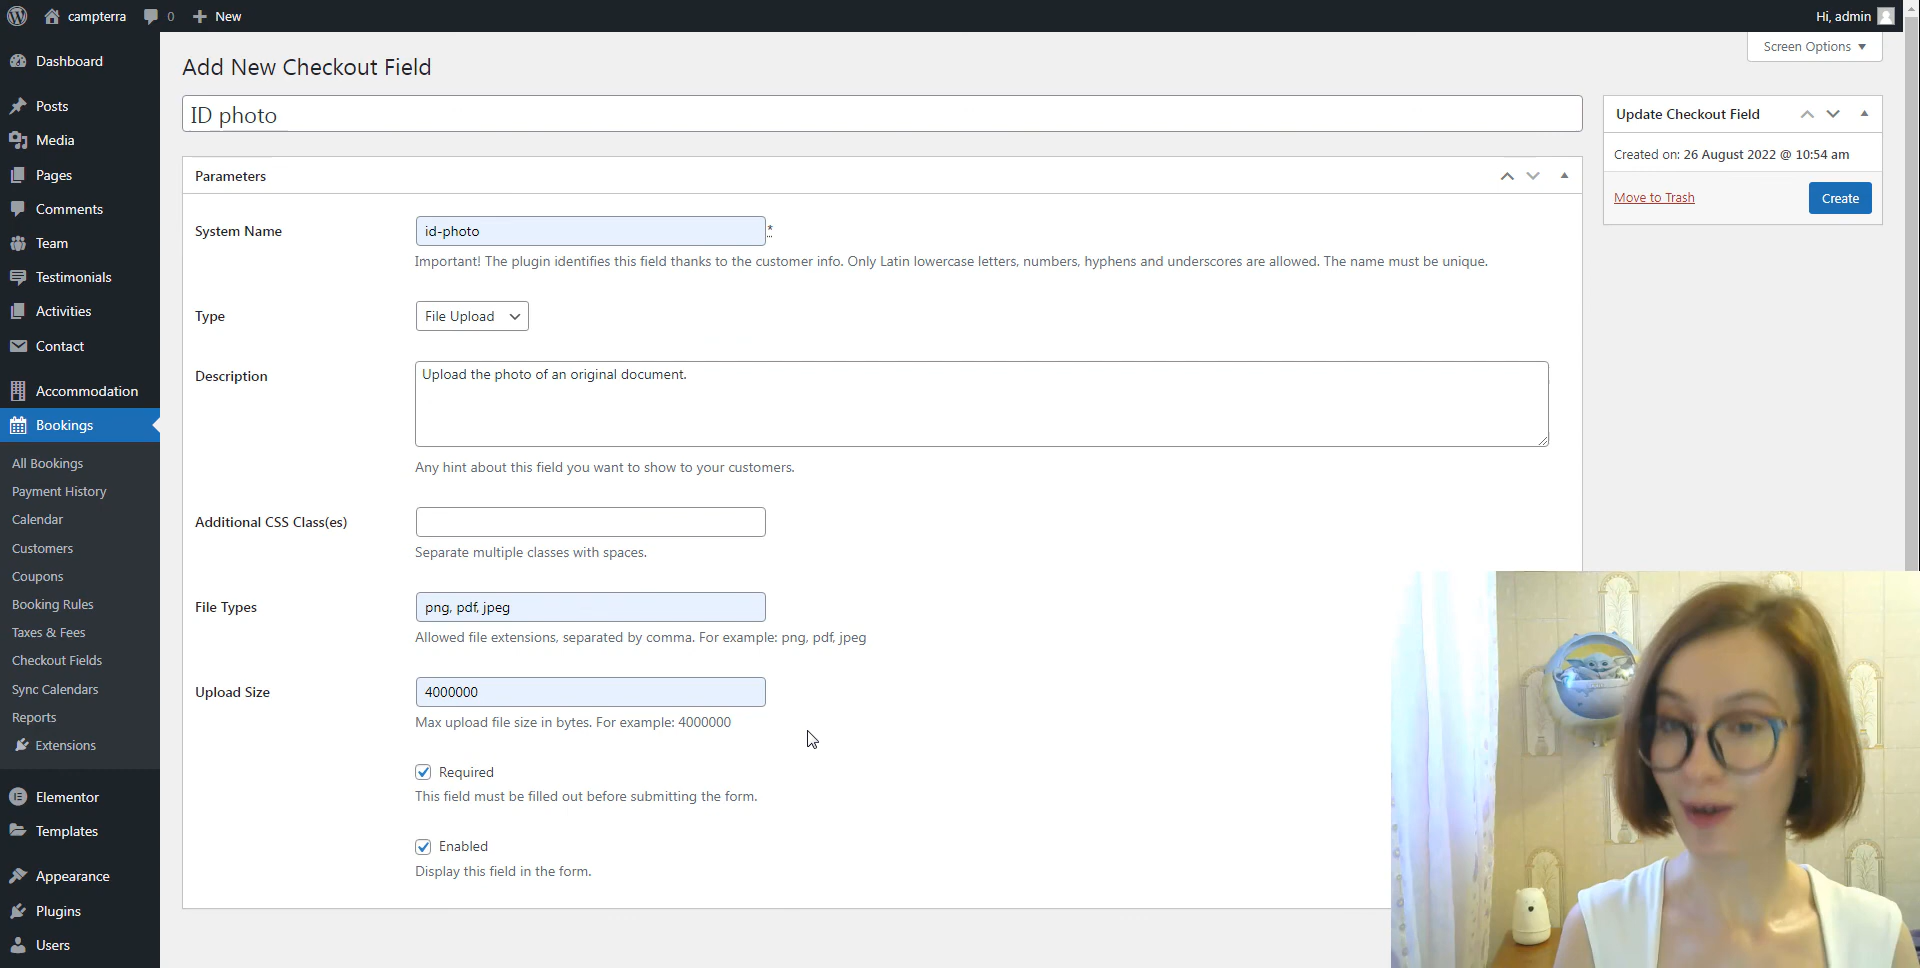 campterra
0
New
Hi, admin
Screen Options
Dashboard
Posts
Media
Pages
Comments
Team
Testimonials
Activities
Contact
Accommodation
Bookings
All Bookings
Payment History
Calendar
Customers
Coupons
Booking Rules
Taxes & Fees
Checkout Fields
Sync Calendars
Reports
Extensions
Elementor
Templates
Appearance
Plugins
Users
Add New Checkout Field
ID photo
Parameters
System Name
id-photo
*
Important! The plugin identifies this field thanks to the customer info. Only Latin lowercase letters, numbers, hyphens and underscores are allowed. The name must be unique.
Type
File Upload
Description
Upload the photo of an original document.
Any hint about this field you want to show to your customers.
Additional CSS Class(es)
Separate multiple classes with spaces.
File Types
png, pdf, jpeg
Allowed file extensions, separated by comma. For example: png, pdf, jpeg
Upload Size
4000000
Max upload file size in bytes. For example: 4000000
Required
This field must be filled out before submitting the form.
Enabled
Display this field in the form.
Update Checkout Field
Created on: 26 August 2022 @ 10:54 am
Move to Trash
Create